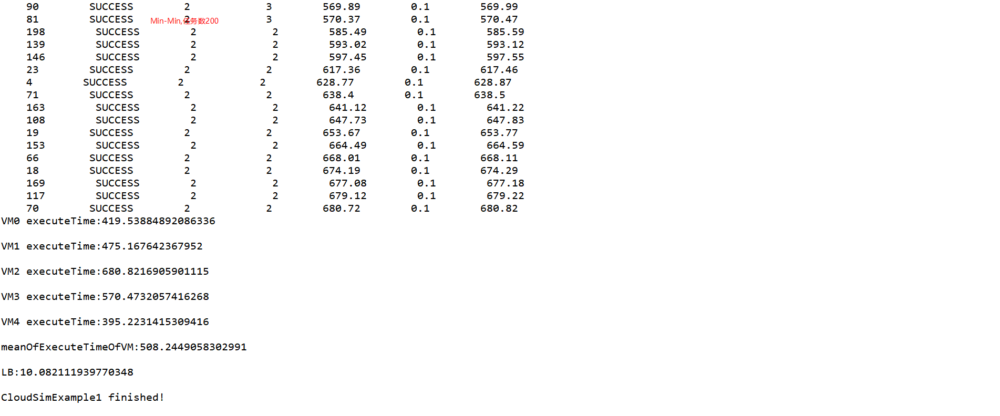 90 SUCCESS 2 3 569.89 0.1 569.99
81 SUCCESS 2 3 570.37 0.1 570.47
Min-Min,任务数200
198 SUCCESS 2 2 585.49 0.1 585.59
139 SUCCESS 2 2 593.02 0.1 593.12
146 SUCCESS 2 2 597.45 0.1 597.55
23 SUCCESS 2 2 617.36 0.1 617.46
4 SUCCESS 2 2 628.77 0.1 628.87
71 SUCCESS 2 2 638.4 0.1 638.5
163 SUCCESS 2 2 641.12 0.1 641.22
108 SUCCESS 2 2 647.73 0.1 647.83
19 SUCCESS 2 2 653.67 0.1 653.77
153 SUCCESS 2 2 664.49 0.1 664.59
66 SUCCESS 2 2 668.01 0.1 668.11
18 SUCCESS 2 2 674.19 0.1 674.29
169 SUCCESS 2 2 677.08 0.1 677.18
117 SUCCESS 2 2 679.12 0.1 679.22
70 SUCCESS 2 2 680.72 0.1 680.82
VM0 executeTime:419.53884892086336
VM1 executeTime:475.167642367952
VM2 executeTime:680.8216905901115
VM3 executeTime:570.4732057416268
VM4 executeTime:395.2231415309416
meanOfExecuteTimeOfVM:508.2449058302991
LB:10.082111939770348
CloudSimExample1 finished!